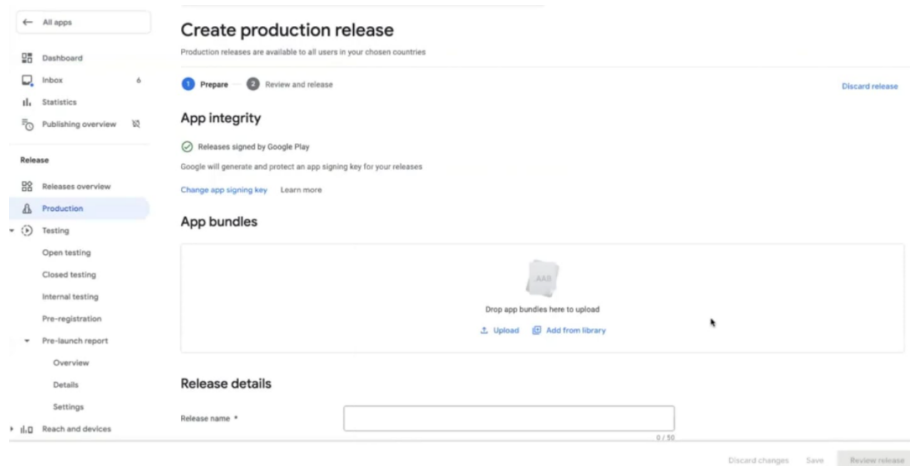 All apps
Dashboard
Inbox 6
Statistics
Publishing overview
Release
Releases overview
Production
Testing
Open testing
Closed testing
Internal testing
Pre-registration
Pre-launch report
Overview
Details
Settings
Reach and devices
Create production release
Production releases are available to all users in your chosen countries
1 Prepare 2 Review and release
Discard release
App integrity
Releases signed by Google Play
Google will generate and protect an app signing key for your releases
Change app signing key Learn more
App bundles
.AAB
Drop app bundles here to upload
Upload Add from library
Release details
Release name *
0 / 50
Discard changes Save Review release